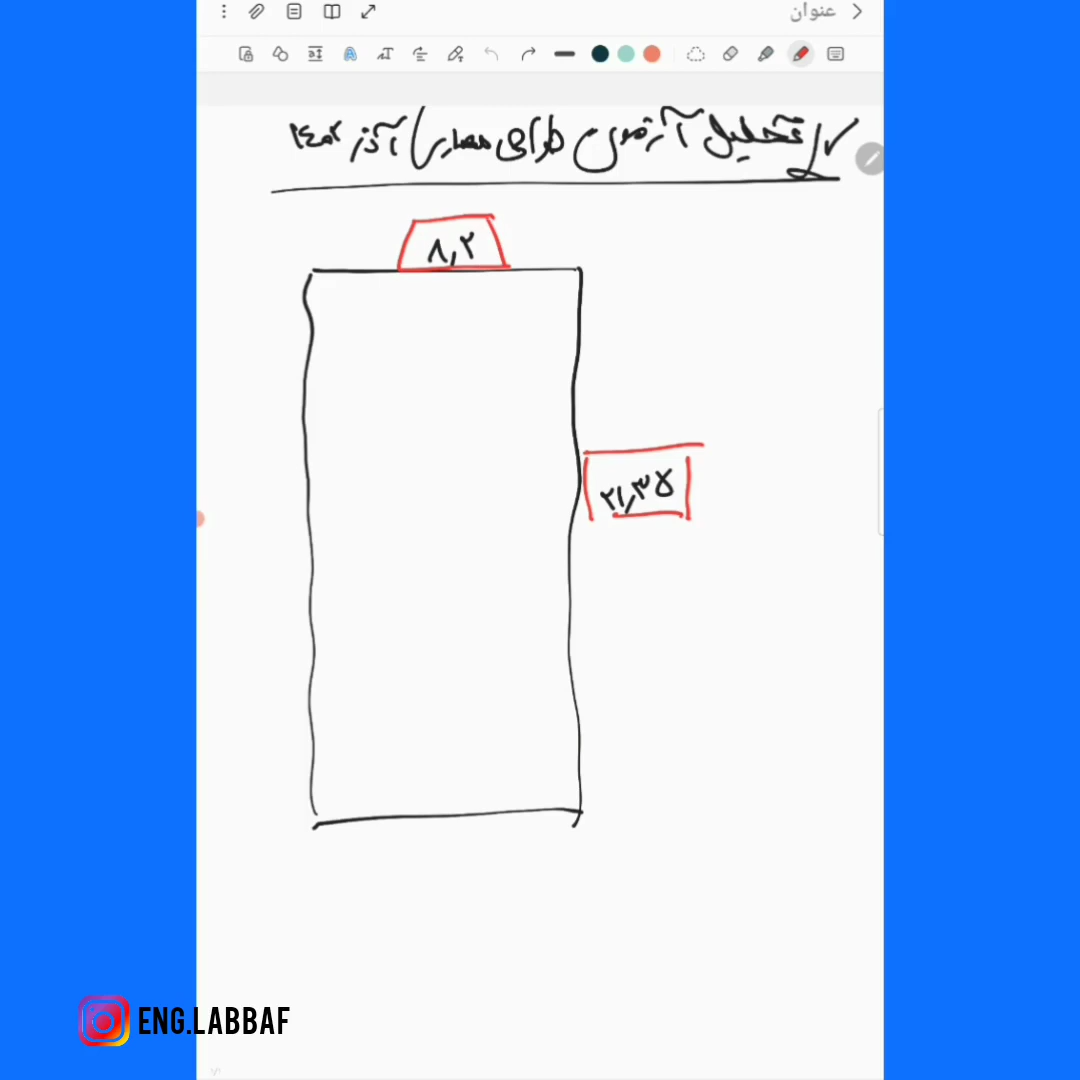 عنوان
تحلیل آزمون طراحی معماری آذر ۱۴۰۲
۸,۲
۲۱,۳۵
ENG.LABBAF